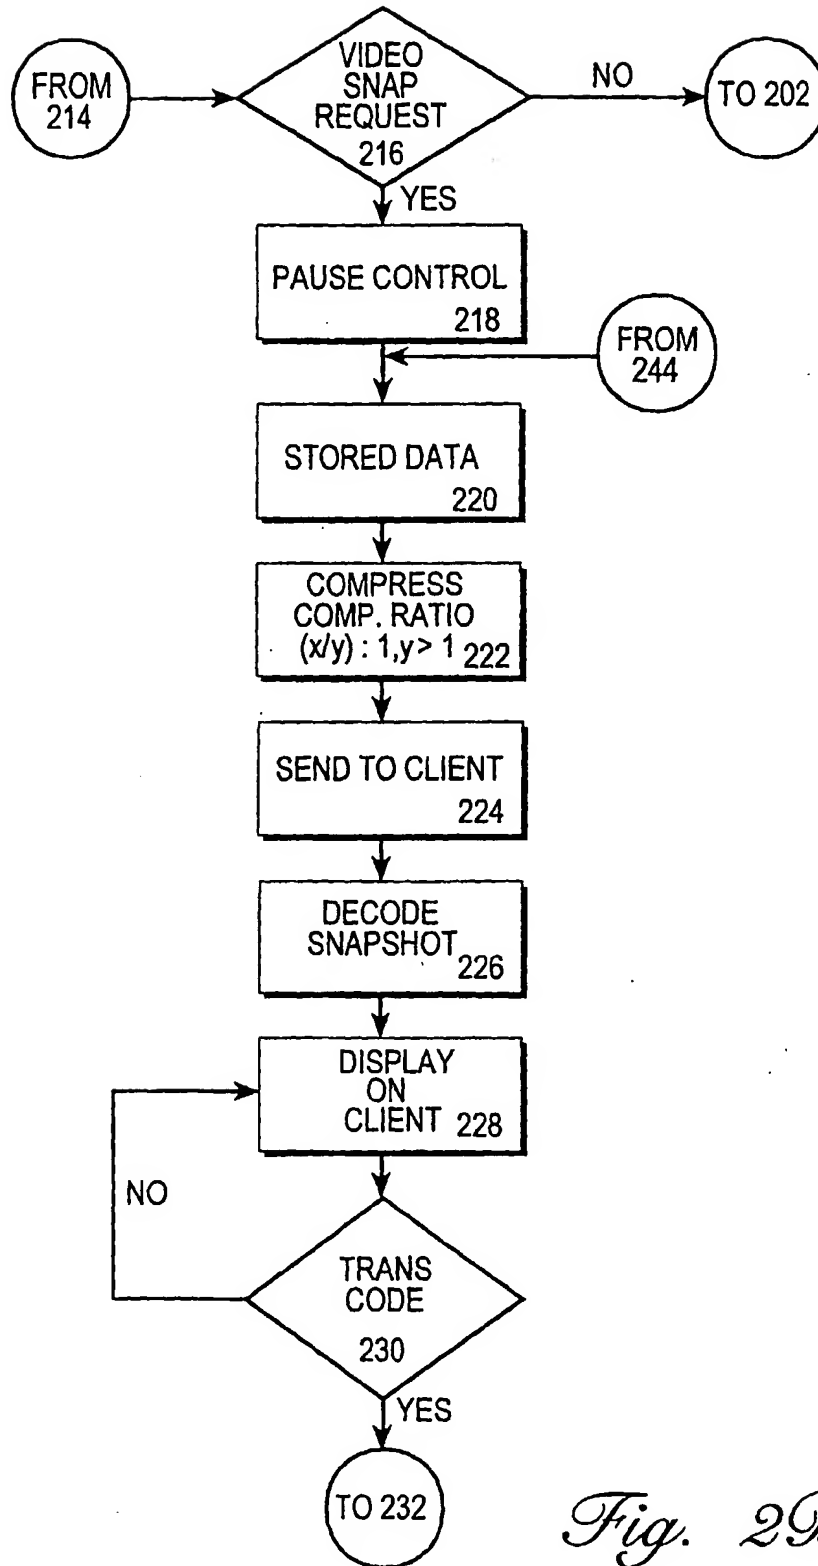 FROM
214
VIDEO
SNAP
REQUEST
216
NO
TO 202
YES
PAUSE CONTROL
218
FROM
244
STORED DATA
220
COMPRESS
COMP. RATIO
(x/y) : 1,y> 1 222
SEND TO CLIENT
224
DECODE
SNAPSHOT 226
DISPLAY
ON
CLIENT 228
NO
TRANS
CODE
230
YES
TO 232
Fig.